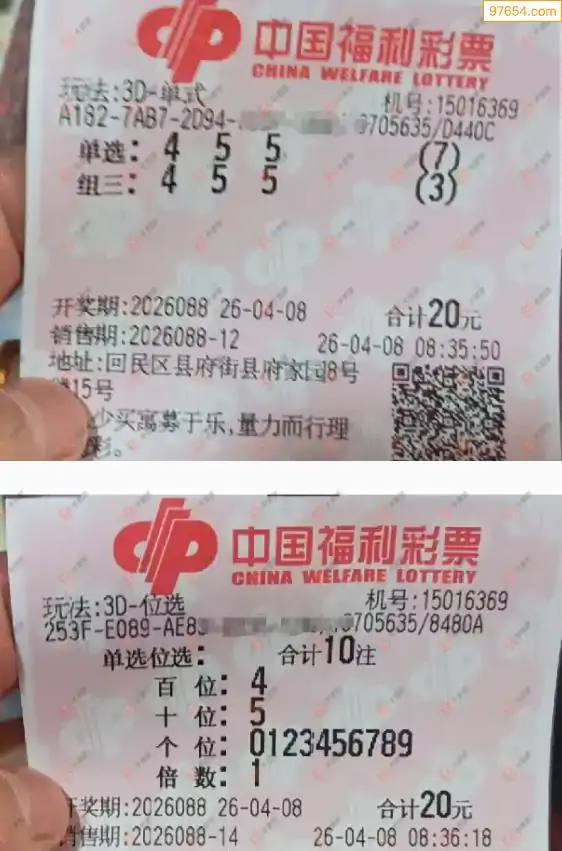 97654.com
中国福利彩票
CHINA WELFARE LOTTERY
玩法:3D-单式
机号:15016369
A182-7AB7-2D94- 0705635/D440C
单选: 4 5 5 (7)
组三: 4 5 5 (3)
开奖期:2026088 26-04-08 合计20元
销售期:2026088-12 26-04-08 08:35:50
地址:回民区县府街县府家园8号
楼15号
少买寓募于乐,量力而行理
彩。
中国福利彩票
CHINA WELFARE LOTTERY
玩法:3D-位选
机号:15016369
253F-E089-AE8 705635/8480A
单选位选: 合计10注
百位: 4
十位: 5
个位: 0123456789
倍数: 1
开奖期:2026088 26-04-08 合计20元
销售期:2026088-14 26-04-08 08:36:18